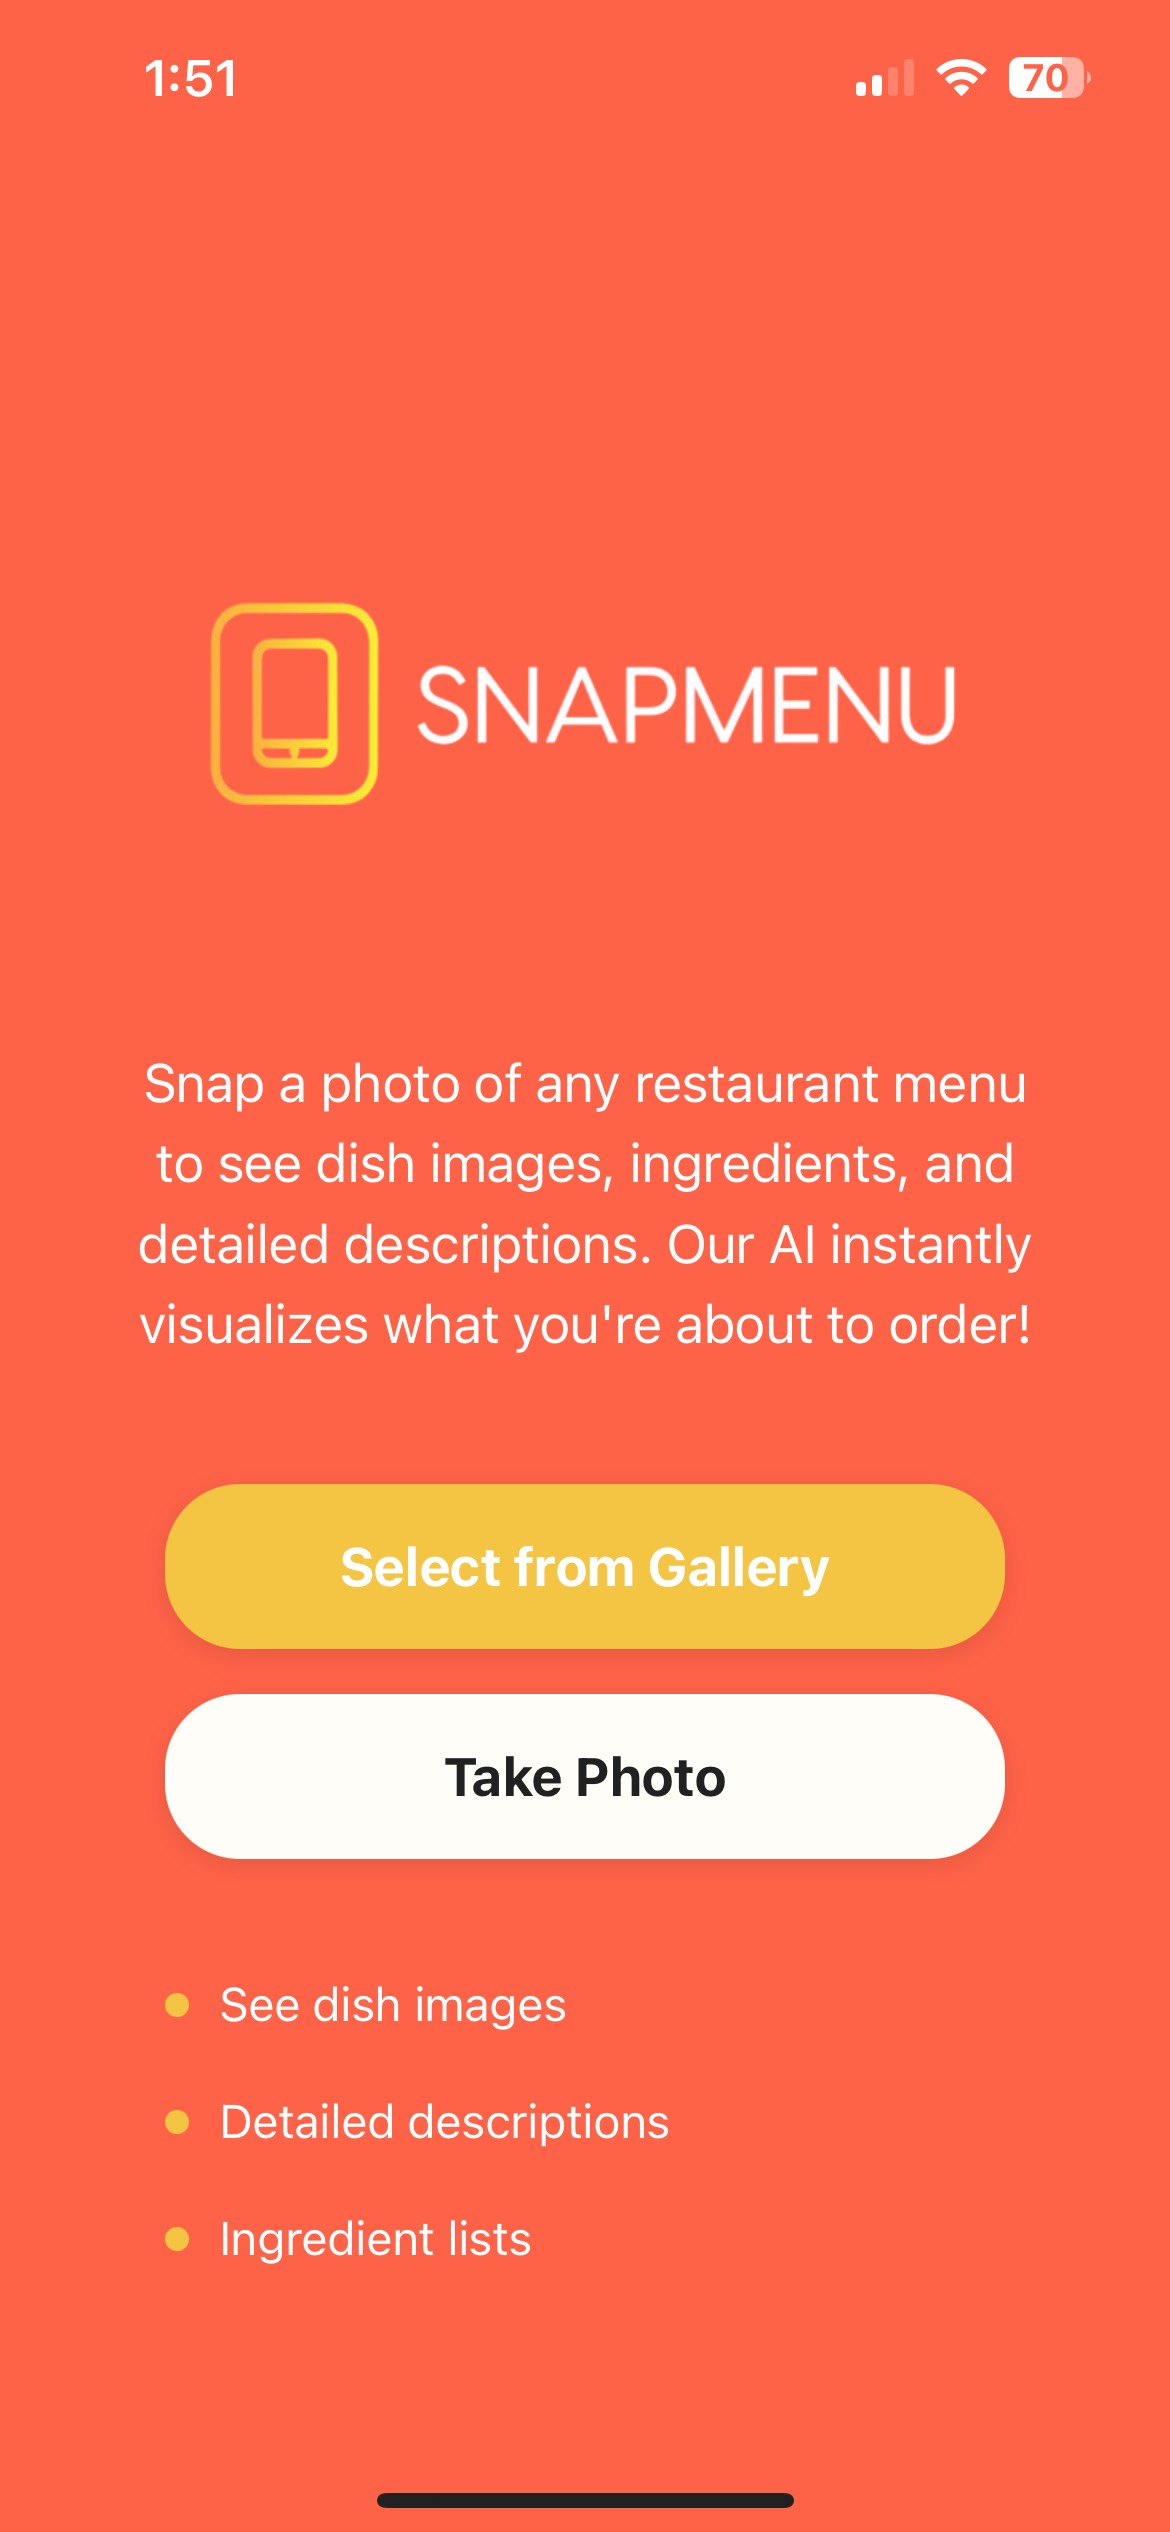 1:51
70
SNAPMENU
Snap a photo of any restaurant menu
to see dish images, ingredients, and
detailed descriptions. Our AI instantly
visualizes what you're about to order!
Select from Gallery
Take Photo
See dish images
Detailed descriptions
Ingredient lists